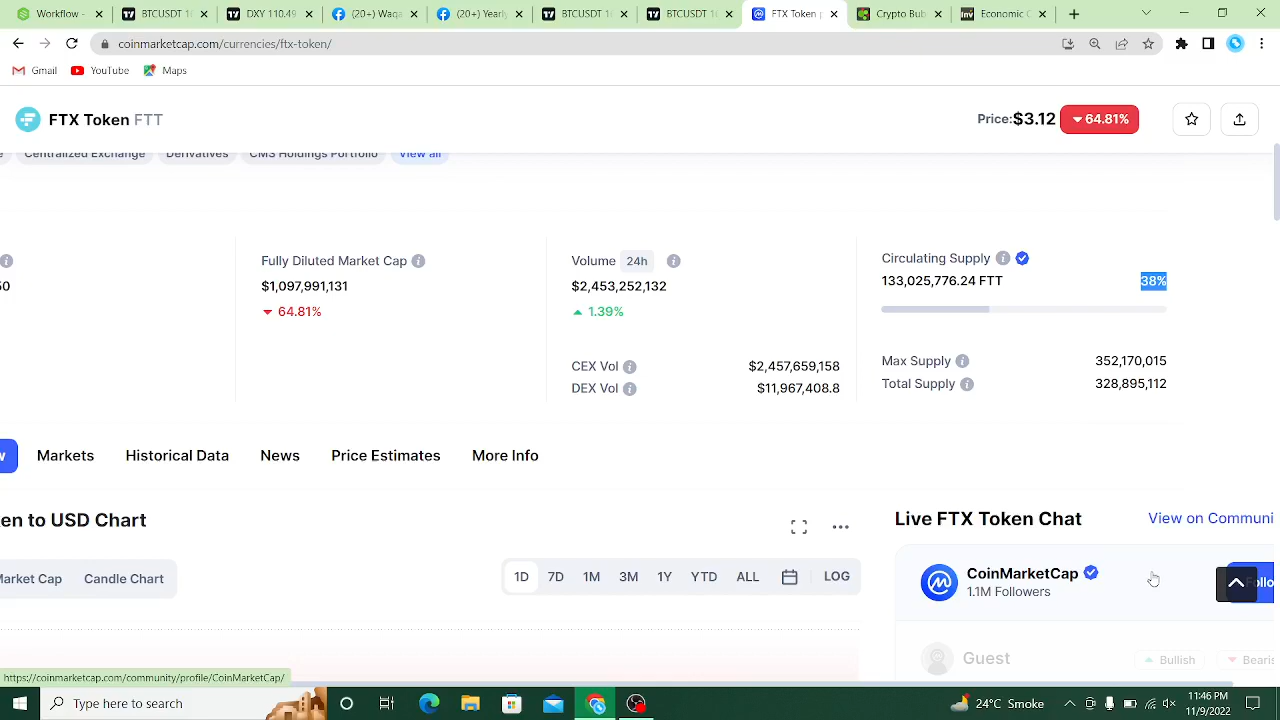 Workflow -
DXY 110.49
(20+) Waqa
(20+) Yearly
BTCUSDT 10
FTX Token p
Crypto Bub
Economic C
coinmarketcap.com/currencies/ftx-token/
Gmail
YouTube
Maps
FTX Token FTT
Price:$3.12
64.81%
Centralized Exchange
Derivatives
CMS Holdings Portfolio
View all
Fully Diluted Market Cap
$1,097,991,131
64.81%
Volume 24h
$2,453,252,132
1.39%
CEX Vol
$2,457,659,158
DEX Vol
$11,967,408.8
Circulating Supply
133,025,776.24 FTT
38%
Max Supply
352,170,015
Total Supply
328,895,112
Markets
Historical Data
News
Price Estimates
More Info
en to USD Chart
Market Cap
Candle Chart
1D
7D
1M
3M
1Y
YTD
ALL
LOG
Live FTX Token Chat
View on Communi
CoinMarketCap
1.1M Followers
Follo
Guest
Bullish
Bearis
https://coinmarketcap.com/community/profile/CoinMarketCap/
Type here to search
24°C Smoke
11:46 PM
11/9/2022